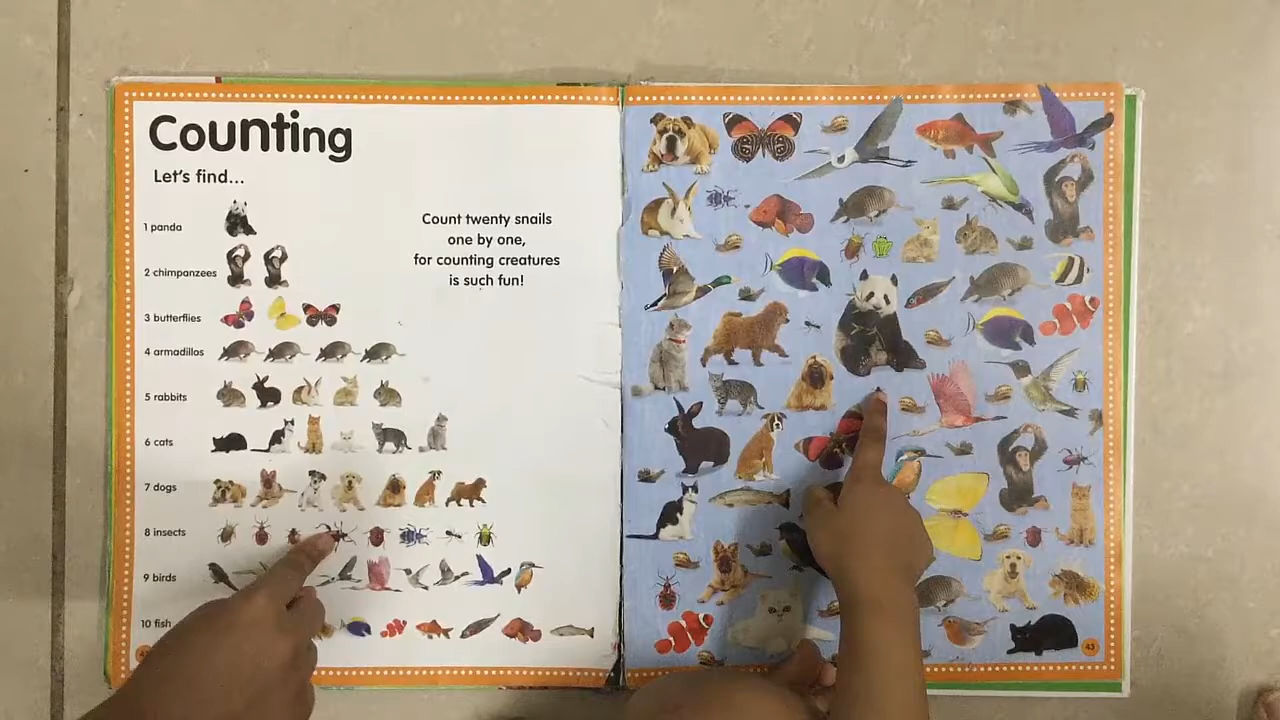 Counting
Let's find...
1 panda
2 chimpanzees
3 butterflies
4 armadillos
5 rabbits
6 cats
7 dogs
8 insects
9 birds
10 fish
Count twenty snails
one by one,
for counting creatures
is such fun!
43